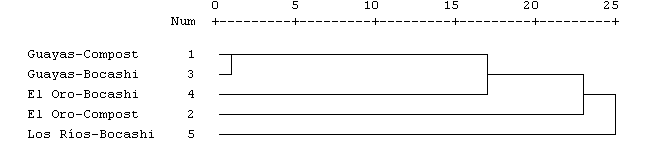 0 5 10 15 20 25
Num +---------+---------+---------+---------+---------+
Guayas-Compost 1
Guayas-Bocashi 3
El Oro-Bocashi 4
El Oro-Compost 2
Los Ríos-Bocashi 5